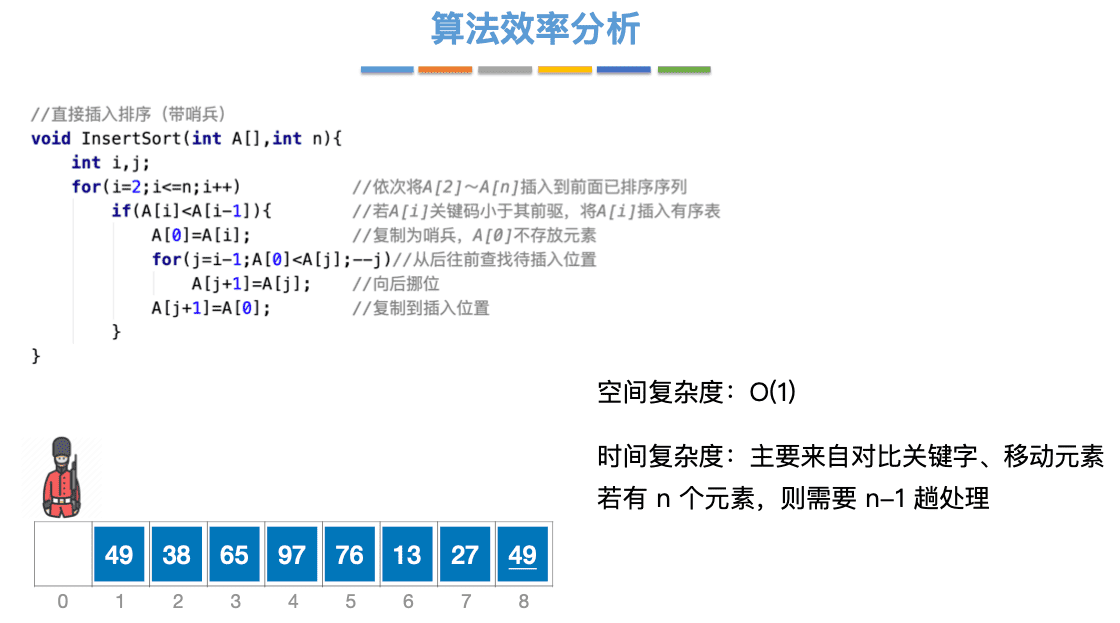 算法效率分析
//直接插入排序（带哨兵）
void InsertSort(int A[],int n){
    int i,j;
    for(i=2;i<=n;i++)           //依次将A[2]～A[n]插入到前面已排序序列
        if(A[i]<A[i-1]){        //若A[i]关键码小于其前驱，将A[i]插入有序表
            A[0]=A[i];          //复制为哨兵，A[0]不存放元素
            for(j=i-1;A[0]<A[j];--j)//从后往前查找待插入位置
                A[j+1]=A[j];    //向后挪位
            A[j+1]=A[0];        //复制到插入位置
        }
}
空间复杂度：O(1)
时间复杂度：主要来自对比关键字、移动元素
若有 n 个元素，则需要 n-1 趟处理
49 38 65 97 76 13 27 49
0 1 2 3 4 5 6 7 8